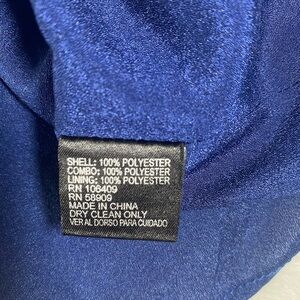 SHELL: 100% POLYESTER
COMBO: 100% POLYESTER
LINING: 100% POLYESTER
RN 106409
RN 58909
MADE IN CHINA
DRY CLEAN ONLY
VER AL DORSO PARA CUIDADO